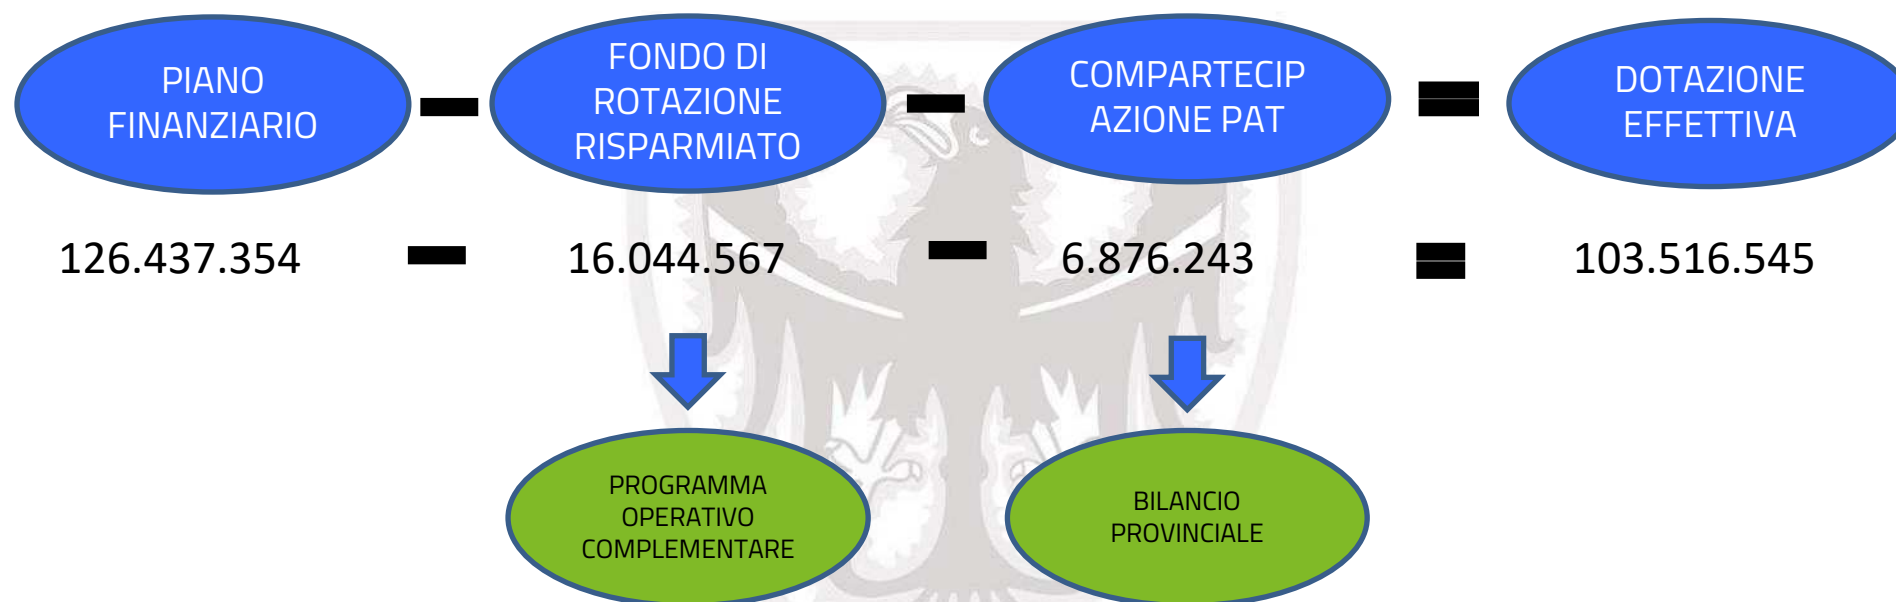 PIANO
FINANZIARIO
FONDO DI
ROTAZIONE
RISPARMIATO
COMPARTECIP
AZIONE PAT
DOTAZIONE
EFFETTIVA
126.437.354 - 16.044.567 - 6.876.243 = 103.516.545
PROGRAMMA
OPERATIVO
COMPLEMENTARE
BILANCIO
PROVINCIALE